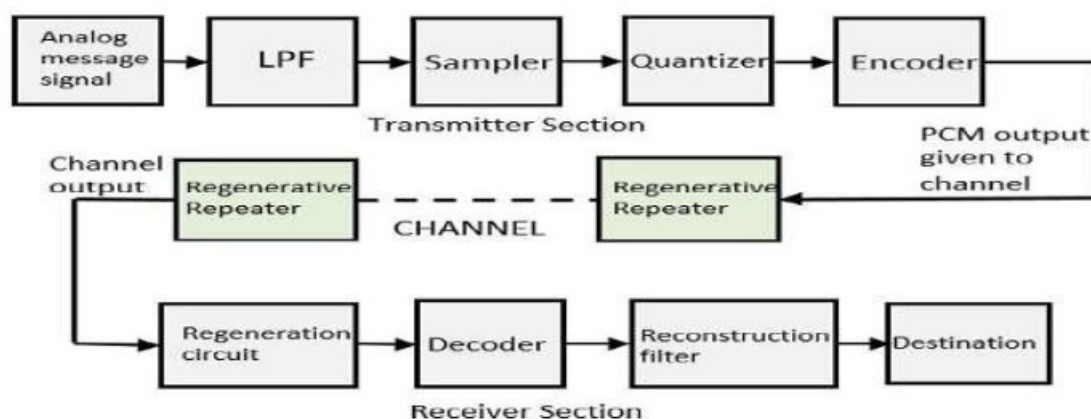 Analog
message
signal
LPF
Sampler
Quantizer
Encoder
Transmitter Section
PCM output
given to
channel
Channel
output
Regenerative
Repeater
CHANNEL
Regenerative
Repeater
Regeneration
circuit
Decoder
Reconstruction
filter
Destination
Receiver Section